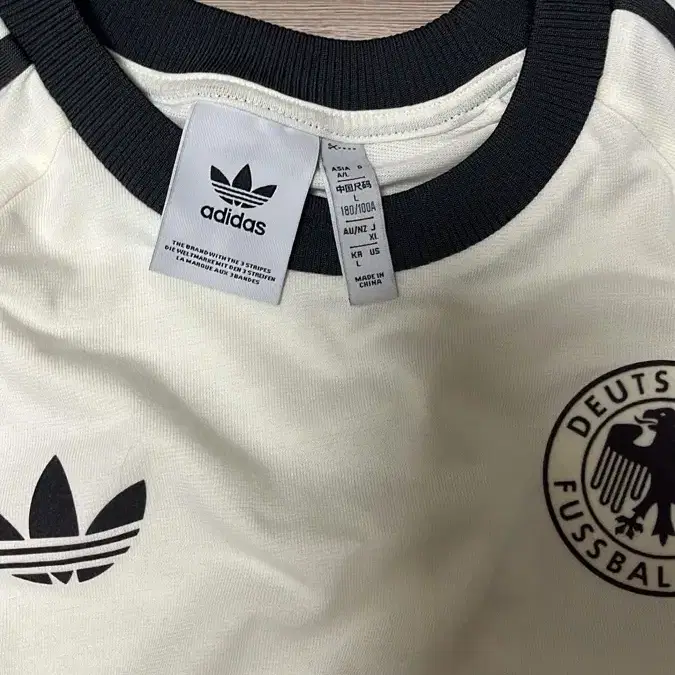 adidas
THE BRAND WITH THE 3 STRIPES
DIE WELTMARKE MIT DEN 3 STREIFEN
LA MARQUE AUX 3 BANDES
ASIA
A/L
中国尺码
L
180/100A
AU/NZ J
XL
KR US
L
MADE IN
CHINA
DEUTS
FUSSBAL